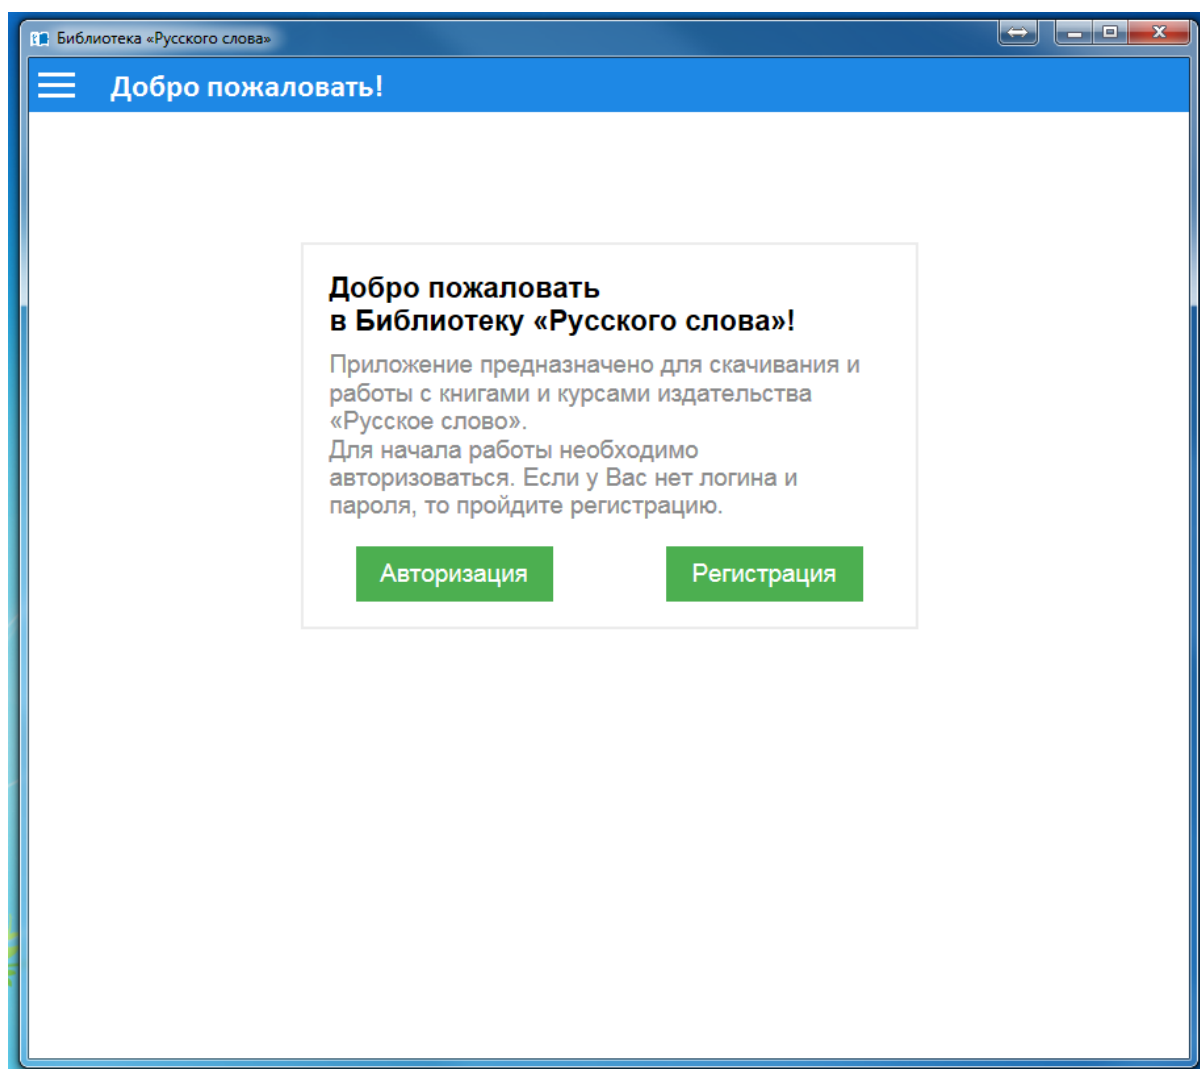 Библиотека «Русского слова»
Добро пожаловать!
Добро пожаловать
в Библиотеку «Русского слова»!
Приложение предназначено для скачивания и
работы с книгами и курсами издательства
«Русское слово».
Для начала работы необходимо
авторизоваться. Если у Вас нет логина и
пароля, то пройдите регистрацию.
Авторизация
Регистрация